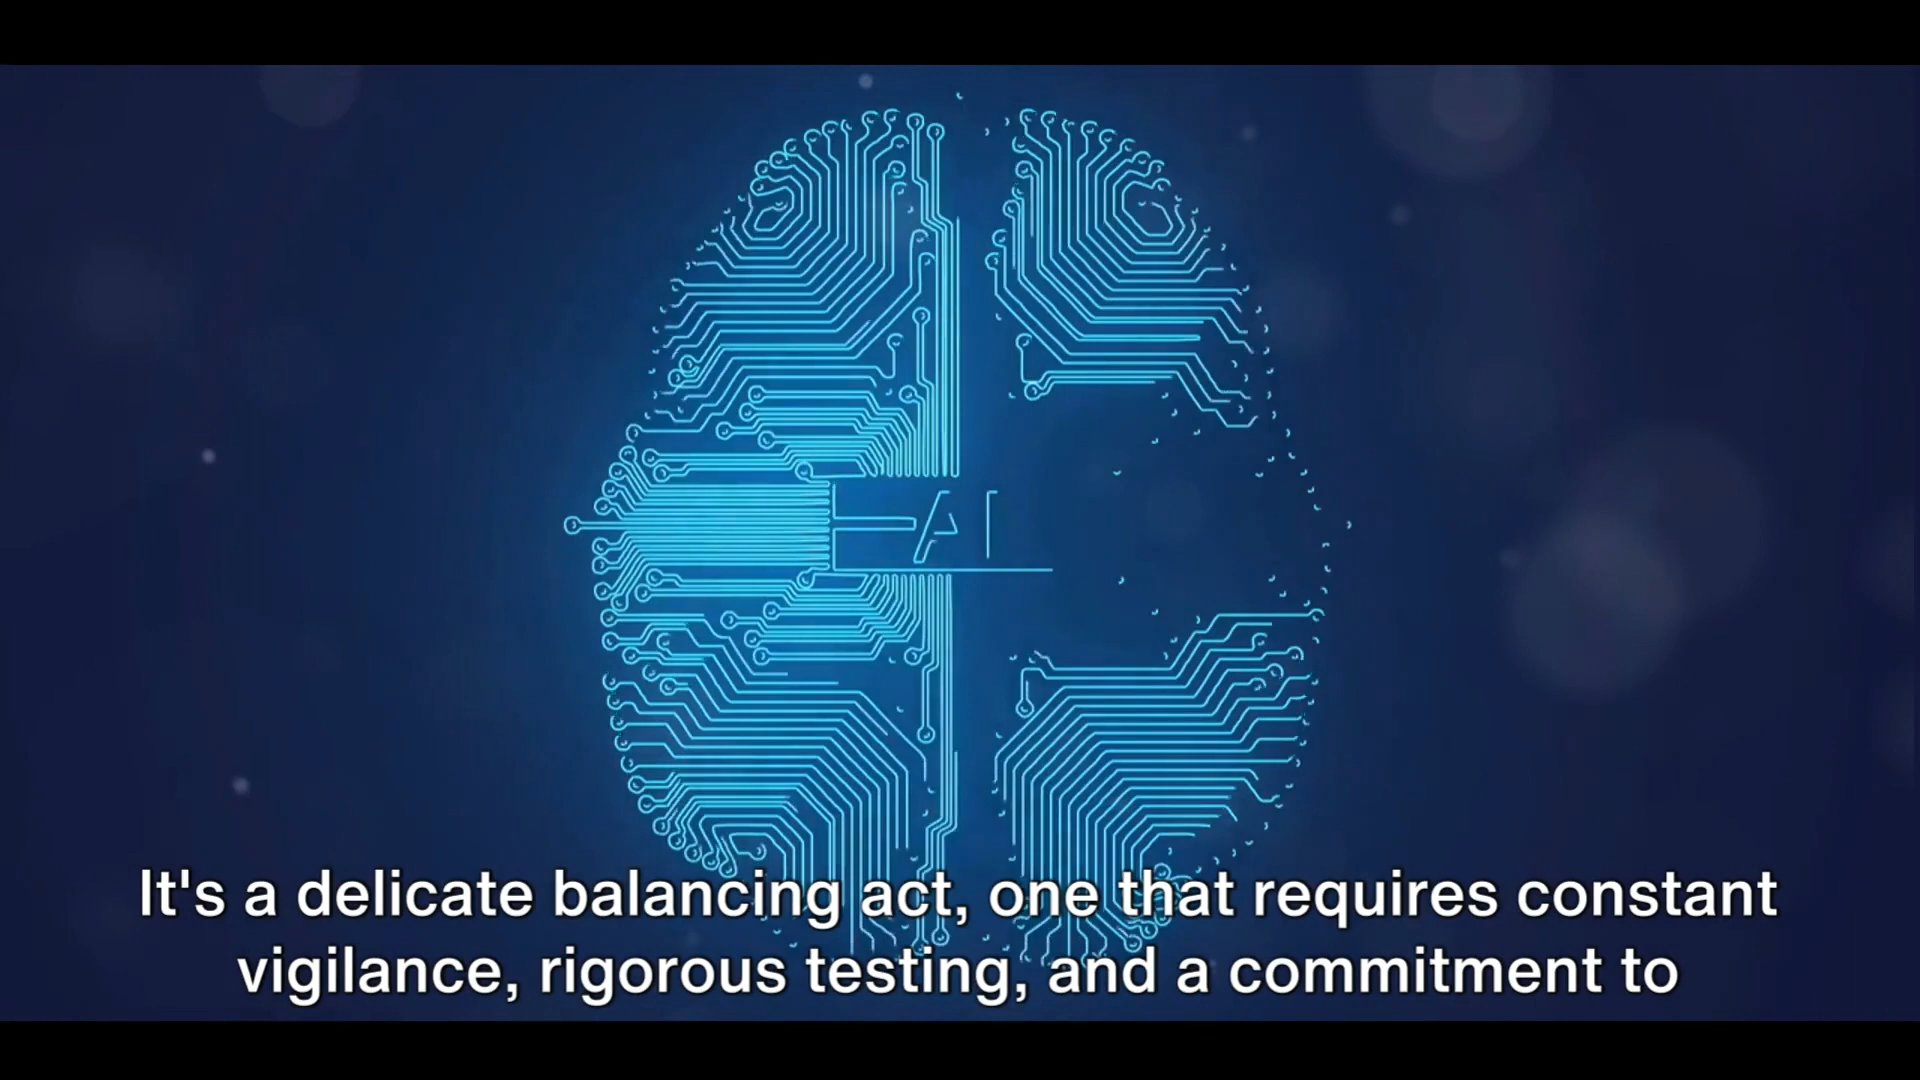 AI
It's a delicate balancing act, one that requires constant
vigilance, rigorous testing, and a commitment to